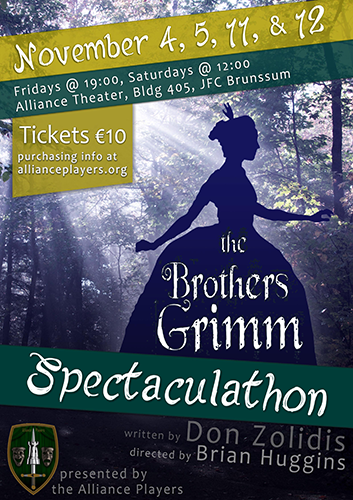 November 4, 5, 11, & 12
Fridays @ 19:00, Saturdays @ 12:00
Alliance Theater, Bldg 405, JFC Brunssum
Tickets €10
purchasing info at
allianceplayers.org
the
Brothers
Grimm
Spectaculathon
written by Don Zolidis
directed by Brian Huggins
presented by
the Alliance Players